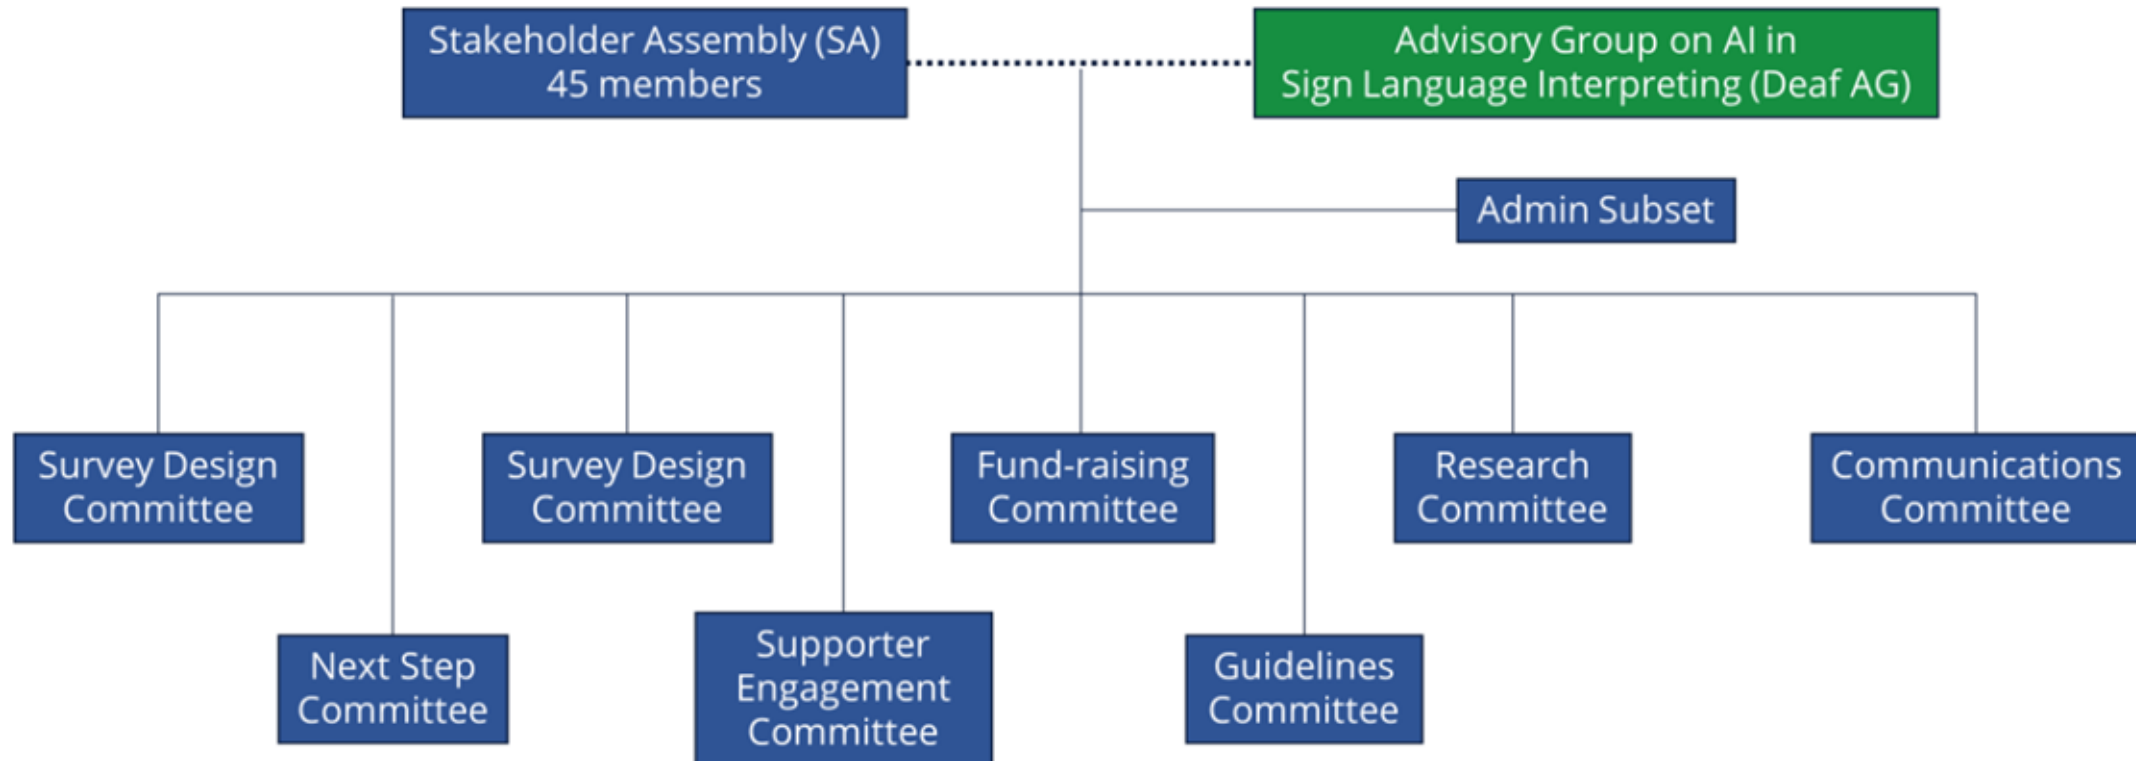 Stakeholder Assembly (SA)
45 members
Advisory Group on AI in
Sign Language Interpreting (Deaf AG)
Admin Subset
Survey Design
Committee
Survey Design
Committee
Fund-raising
Committee
Research
Committee
Communications
Committee
Next Step
Committee
Supporter
Engagement
Committee
Guidelines
Committee